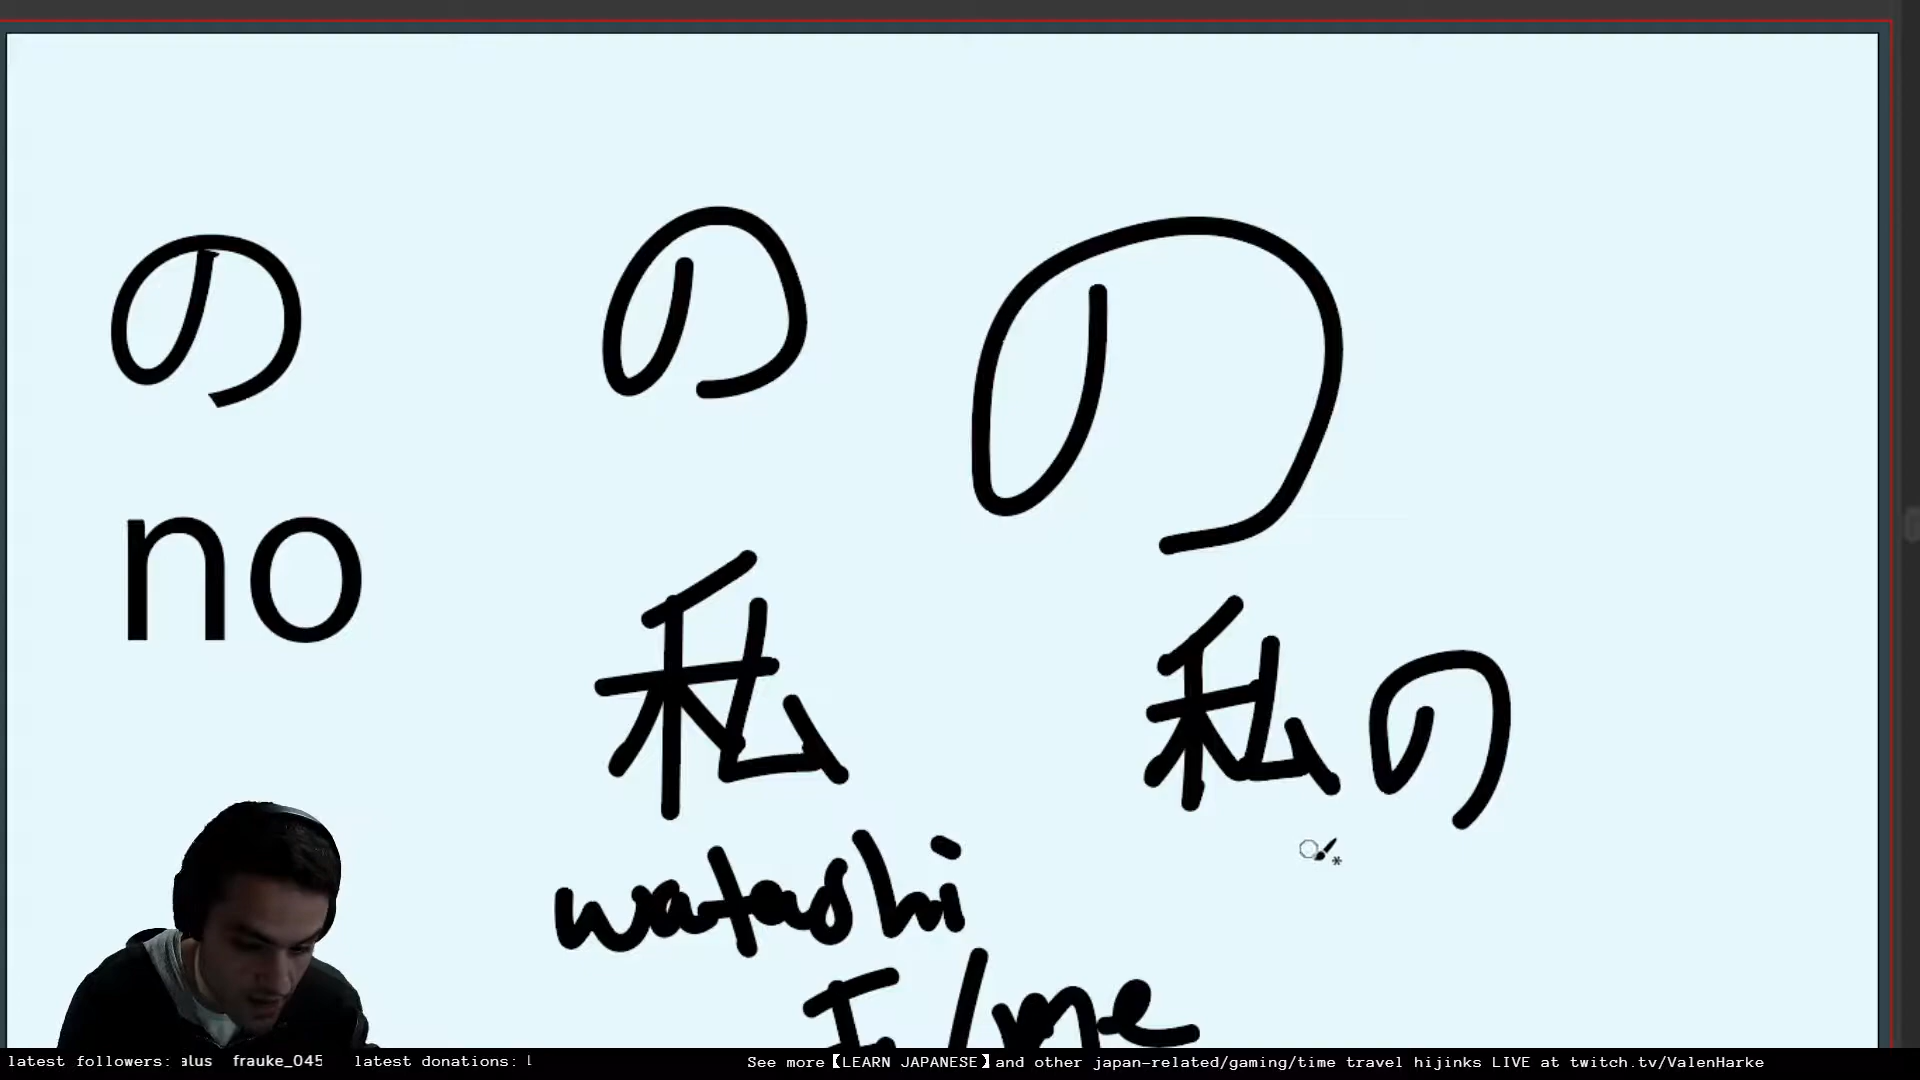 の の の
no
私 私の
watashi
I/me
latest followers: alus frauke_045 latest donations: See more【LEARN JAPANESE】and other japan-related/gaming/time travel hijinks LIVE at twitch.tv/ValenHarke